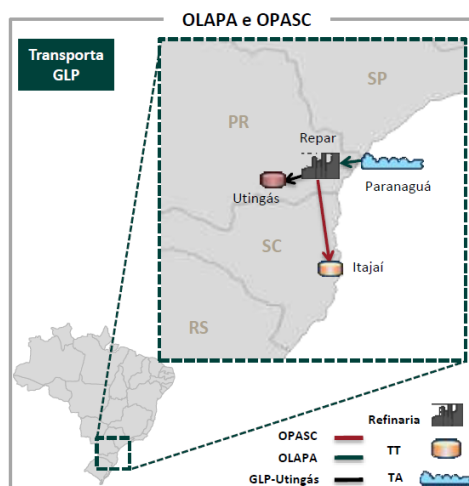 OLAPA e OPASC
Transporta
GLP
SP
PR
Repar
Utingás
Paranaguá
SC
Itajaí
RS
Refinaria
OPASC
TT
OLAPA
GLP-Utingás
TA